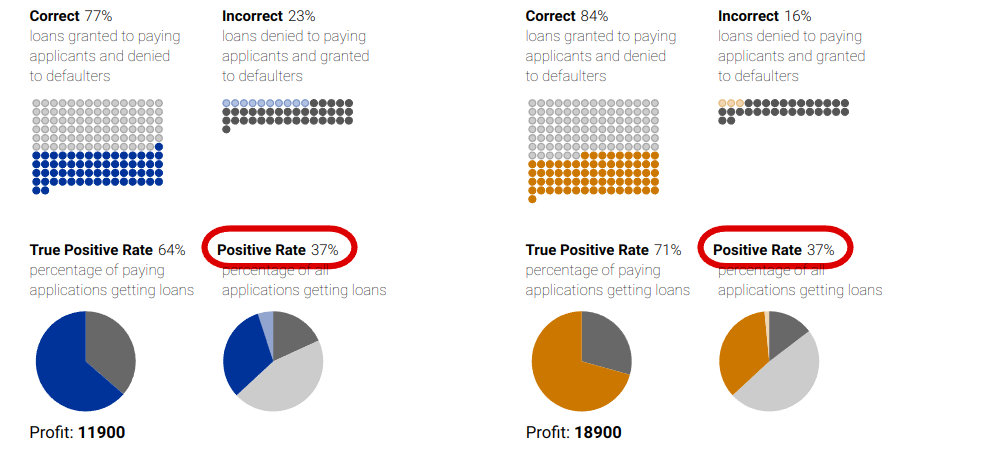 Correct 77%
loans granted to paying
applicants and denied
to defaulters
Incorrect 23%
loans denied to paying
applicants and granted
to defaulters
True Positive Rate 64%
percentage of paying
applications getting loans
Positive Rate 37%
percentage of all
applications getting loans
Profit: 11900
Correct 84%
loans granted to paying
applicants and denied
to defaulters
Incorrect 16%
loans denied to paying
applicants and granted
to defaulters
True Positive Rate 71%
percentage of paying
applications getting loans
Positive Rate 37%
percentage of all
applications getting loans
Profit: 18900